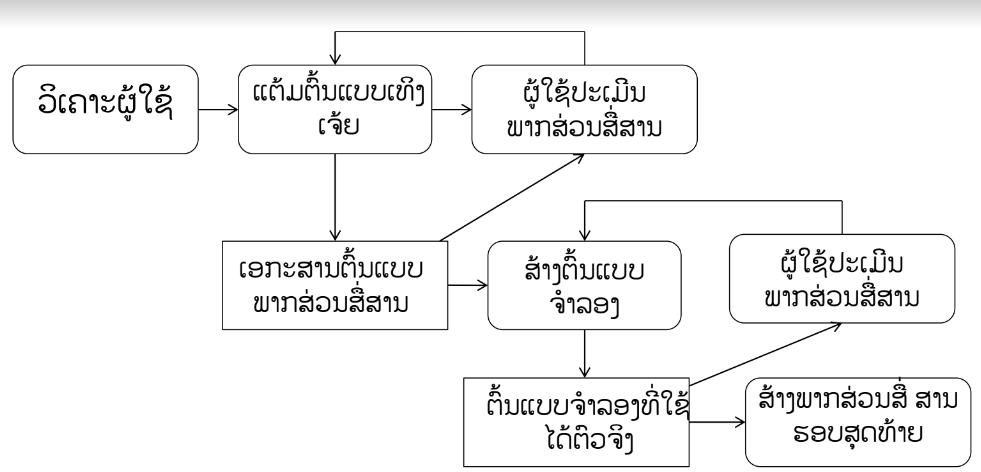 ວິເຄາະຜູ້ໃຊ້
ແຕ້ມຕົ້ນແບບເທິງ
ເຈ້ຍ
ຜູ້ໃຊ້ປະເມີນ
ພາກສ່ວນສື່ສານ
ເອກະສານຕົ້ນແບບ
ພາກສ່ວນສື່ສານ
ສ້າງຕົ້ນແບບ
ຈໍາລອງ
ຜູ້ໃຊ້ປະເມີນ
ພາກສ່ວນສື່ສານ
ຕົ້ນແບບຈໍາລອງທີ່ໃຊ້
ໄດ້ຕົວຈິງ
ສ້າງພາກສ່ວນສື່ ສານ
ຮອບສຸດທ້າຍ